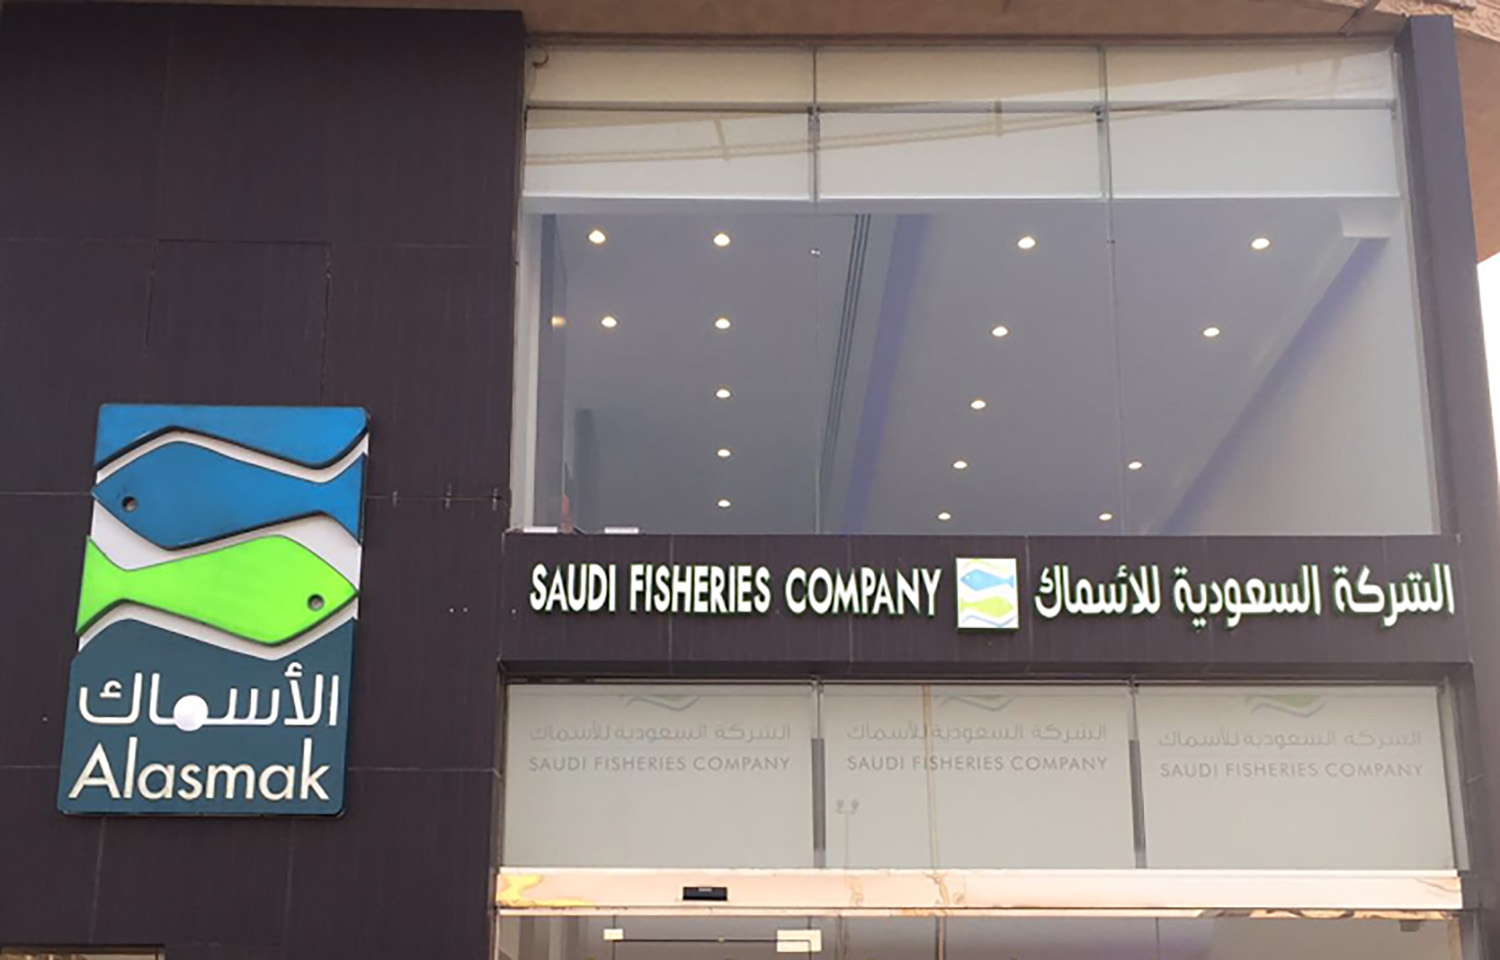 SAUDI FISHERIES COMPANY الشركة السعودية للأسماك
الأسماك
Alasmak
الشركة السعودية للأسماك
SAUDI FISHERIES COMPANY
الشركة السعودية للأسماك
SAUDI FISHERIES COMPANY
الشركة السعودية للأسماك
SAUDI FISHERIES COMPANY